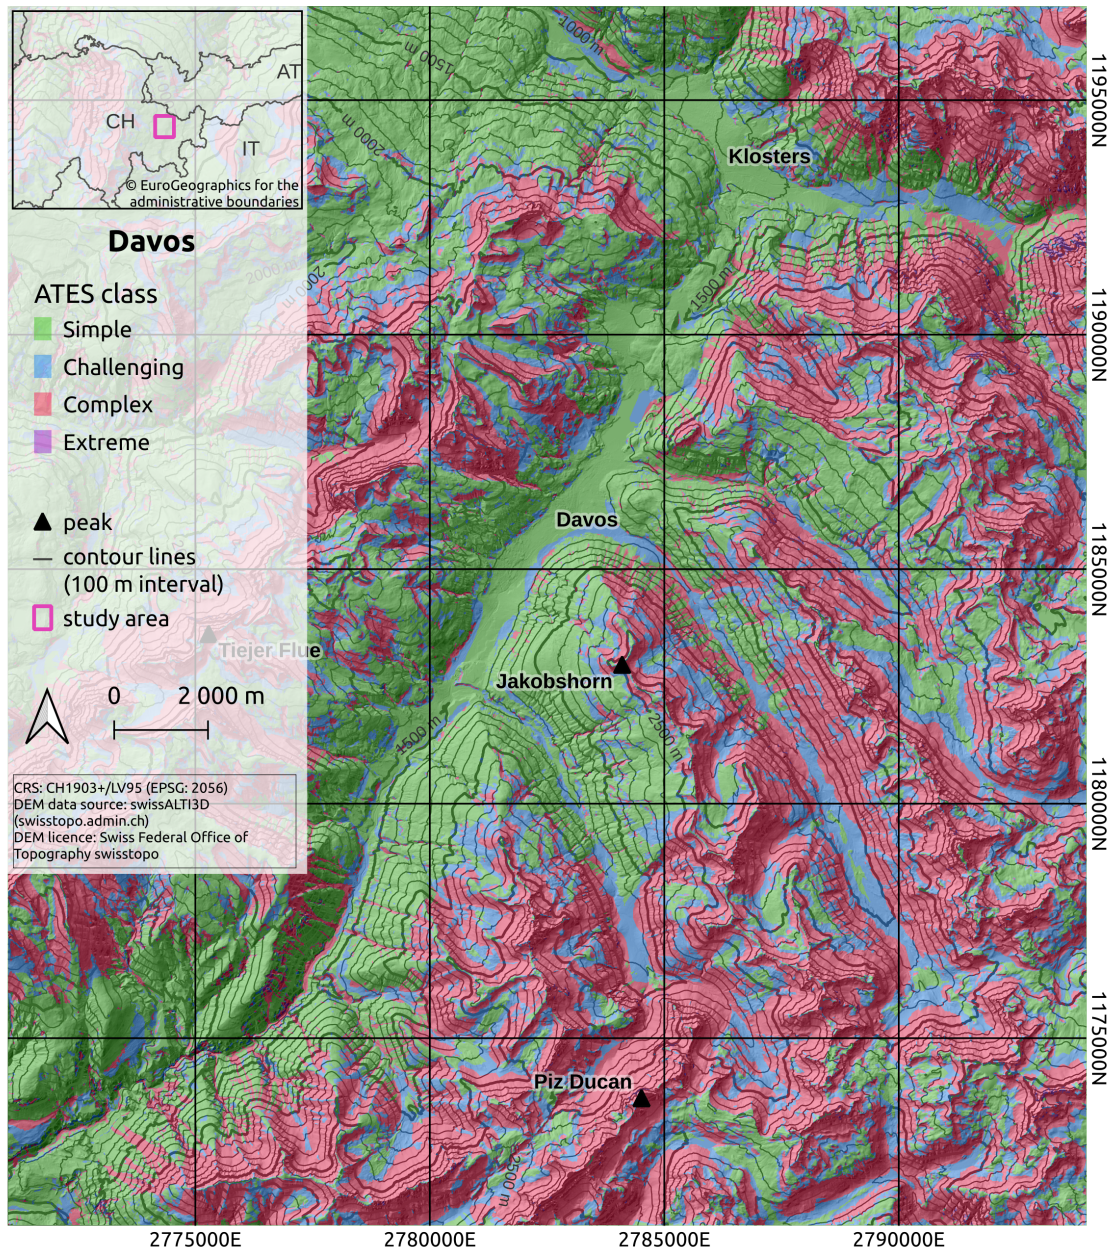 AT
CH
IT
© EuroGeographics for the
administrative boundaries
Davos
ATES class
Simple
Challenging
Complex
Extreme
peak
contour lines
(100 m interval)
study area
Tiejer Flue
0 2 000 m
CRS: CH1903+/LV95 (EPSG: 2056)
DEM data source: swissALTI3D
(swisstopo.admin.ch)
DEM licence: Swiss Federal Office of
Topography swisstopo
1000 m
1500 m
2000 m
2000 m
2000 m
Klosters
1500 m
Davos
Jakobshorn
2500 m
1500 m
Piz Ducan
2500 m
1195000N
1190000N
1185000N
1180000N
1175000N
2775000E
2780000E
2785000E
2790000E